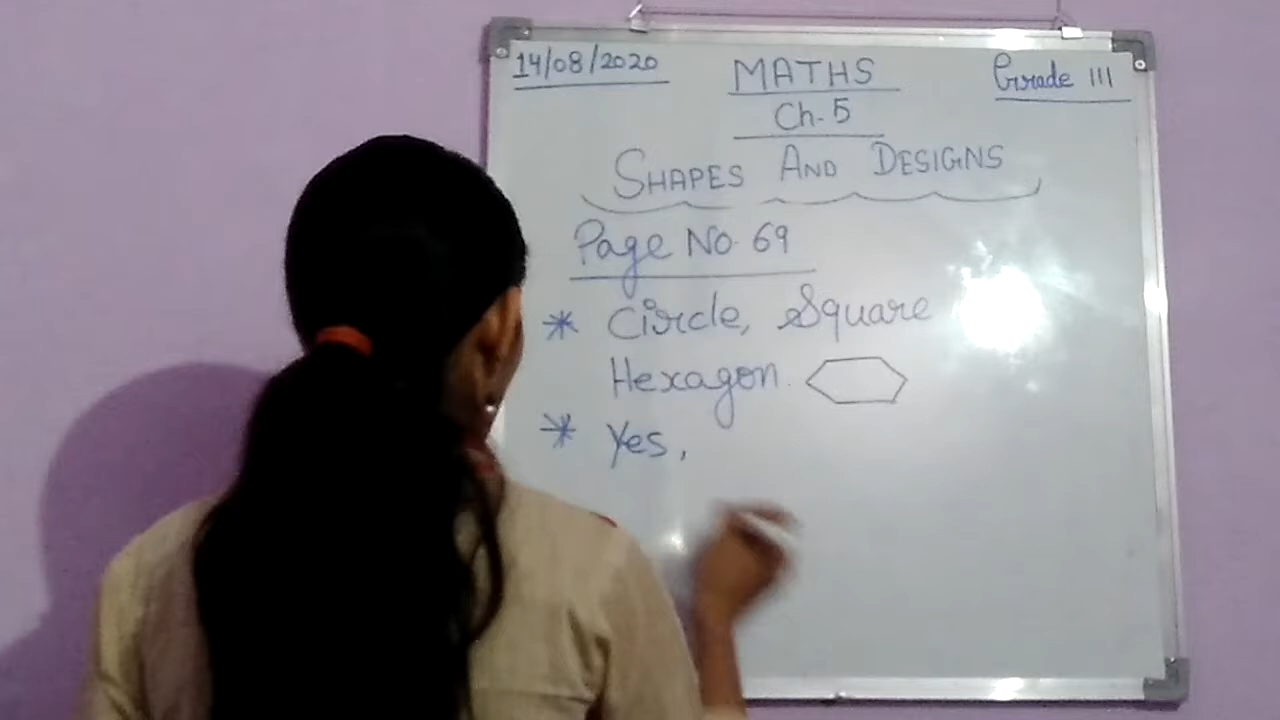 14/08/2020 MATHS Grade III
Ch. 5
SHAPES AND DESIGNS
Page No. 69
* Circle, Square
Hexagon.
* Yes,